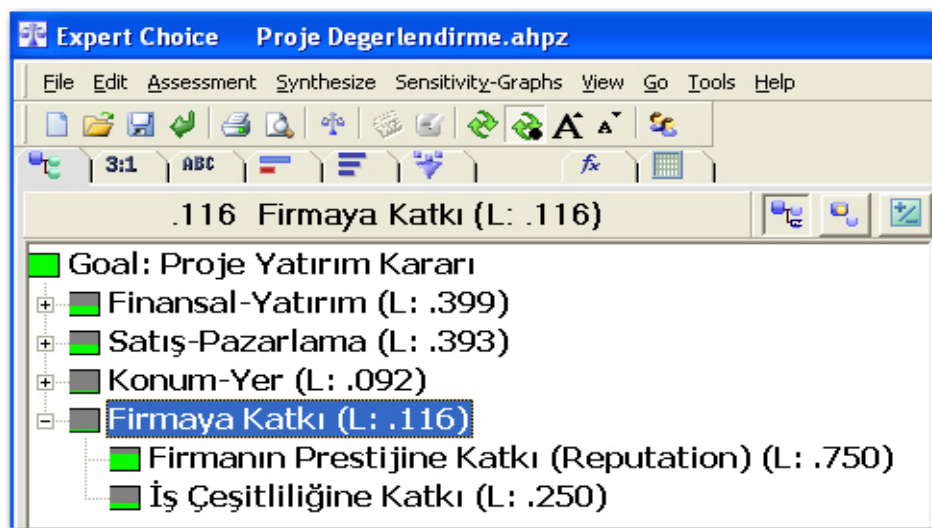 Expert Choice Proje Degerlendirme.ahpz
File Edit Assessment Synthesize Sensitivity-Graphs View Go Tools Help
A A
3:1 ABC fx
.116 Firmaya Katkı (L: .116)
Goal: Proje Yatırım Kararı
Finansal-Yatırım (L: .399)
Satış-Pazarlama (L: .393)
Konum-Yer (L: .092)
Firmaya Katkı (L: .116)
Firmanın Prestijine Katkı (Reputation) (L: .750)
İş Çeşitliliğine Katkı (L: .250)